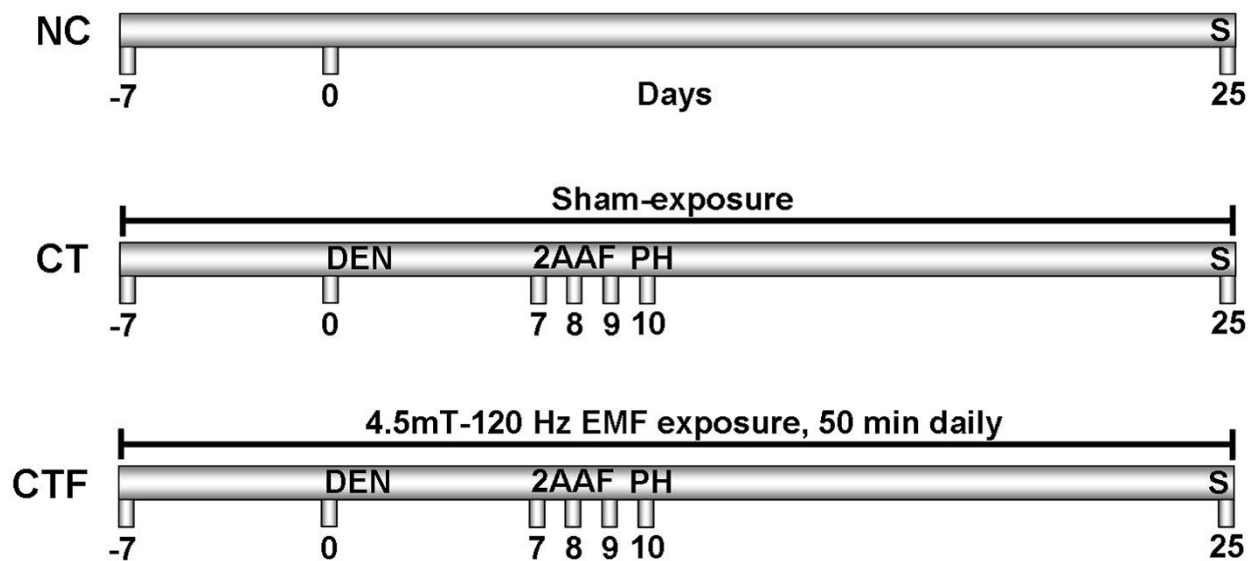 NC S
-7 0 Days 25
Sham-exposure
CT DEN 2AAF PH S
-7 0 7 8 9 10 25
4.5mT-120 Hz EMF exposure, 50 min daily
CTF DEN 2AAF PH S
-7 0 7 8 9 10 25